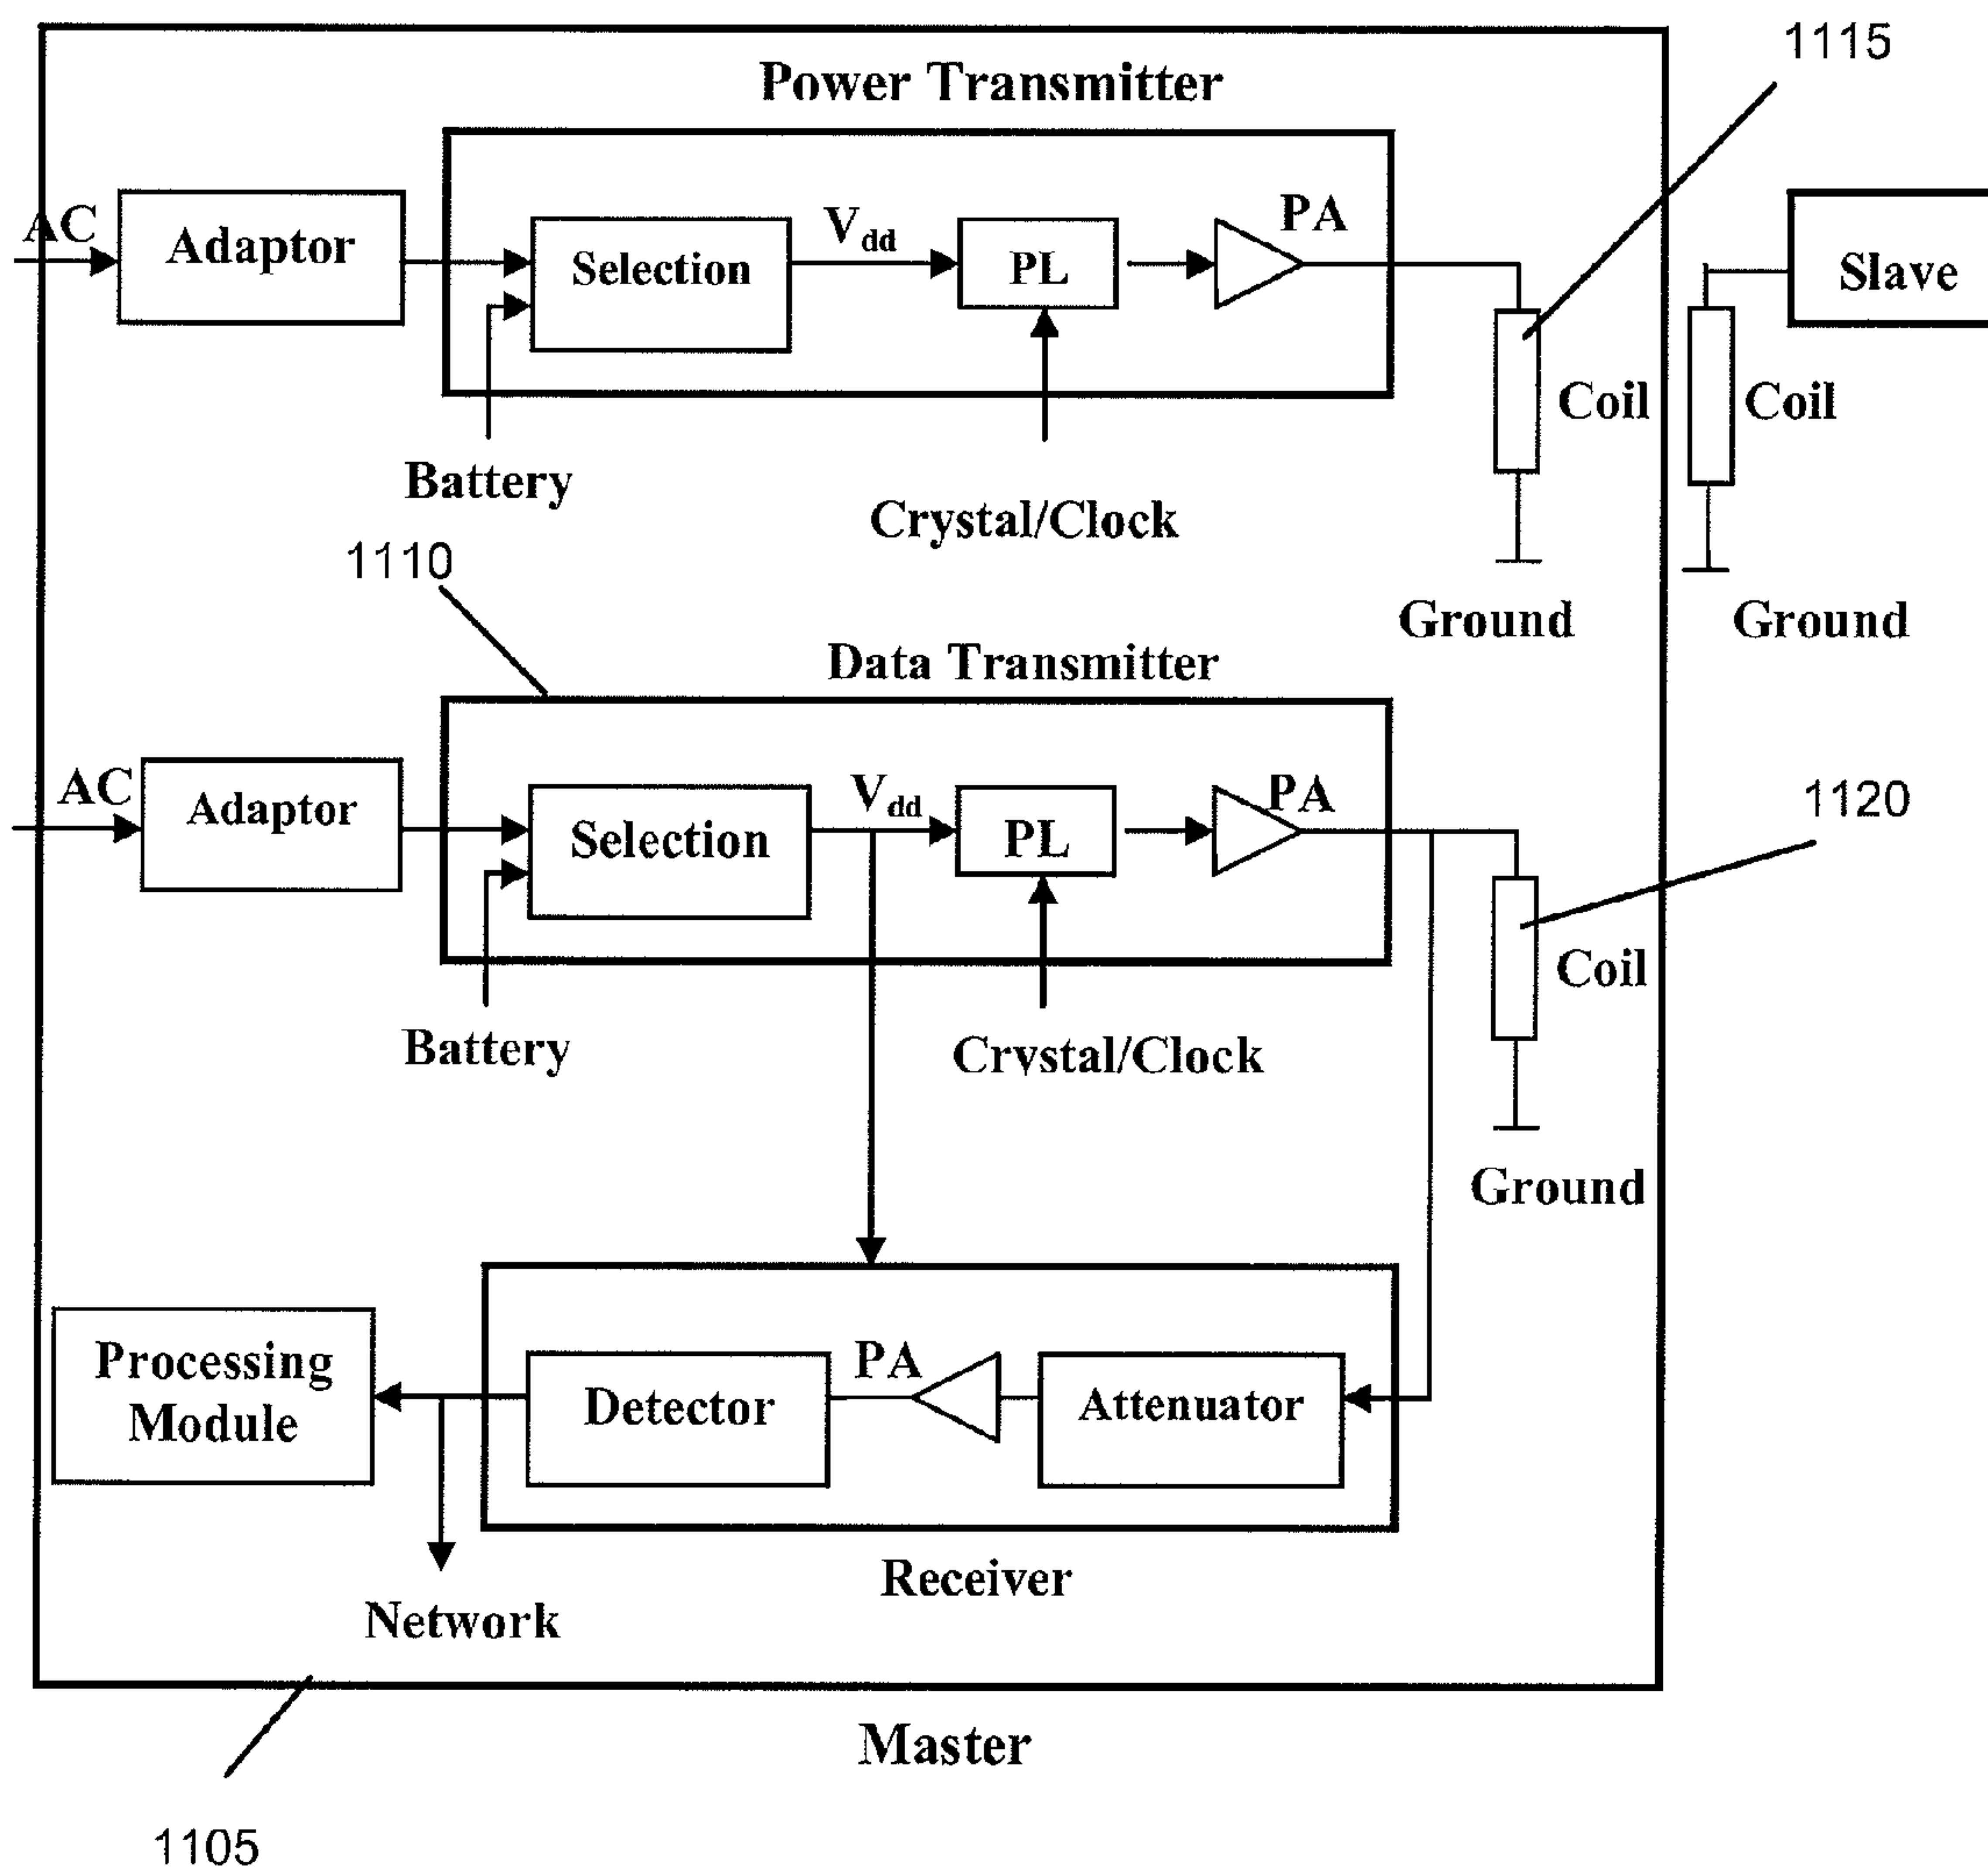 1115
Power Transmitter
AC
Adaptor
Selection
Vdd
PL
PA
Slave
Coil
Coil
Battery
Crystal/Clock
Ground
Ground
1110
Data Transmitter
AC
Adaptor
Selection
Vdd
PL
PA
1120
Coil
Battery
Crystal/Clock
Ground
Processing
Module
Detector
PA
Attenuator
Receiver
Network
Master
1105